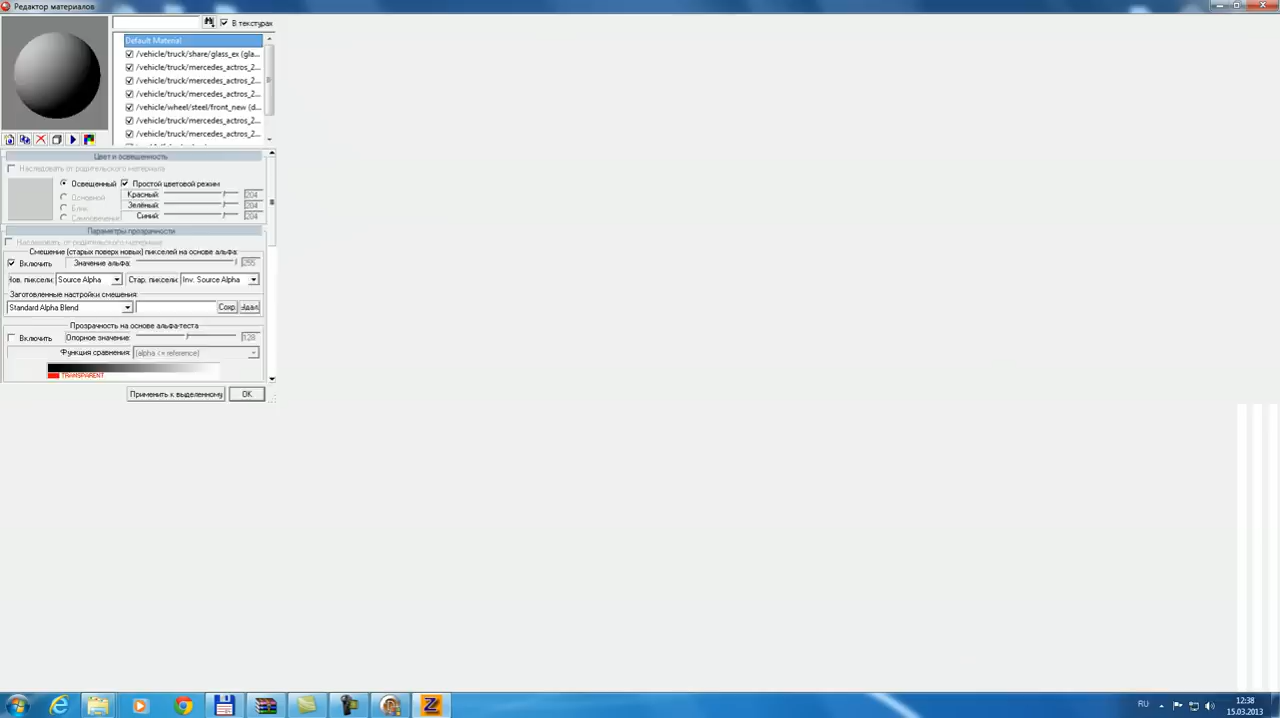 Редактор материалов
В текстурах
Default Material
/vehicle/truck/share/glass_ex (gla...
/vehicle/truck/mercedes_actros_2...
/vehicle/truck/mercedes_actros_2...
/vehicle/truck/mercedes_actros_2...
/vehicle/wheel/steel/front_new (d...
/vehicle/truck/mercedes_actros_2...
/vehicle/truck/mercedes_actros_2...
Цвет и освещенность
Наследовать от родительского материала
Освещенный
Простой цветовой режим
Основной
Блик
Самосвечение
Красный:
204
Зелёный:
204
Синий:
204
Параметры прозрачности
Наследовать от родительского материала
Смешение (старых поверх новых) пикселей на основе альфа:
Включить
Значение альфа:
255
Нов. пиксели:
Source Alpha
Стар. пиксели:
Inv. Source Alpha
Заготовленные настройки смешения:
Standard Alpha Blend
Сохр.
Удал.
Прозрачность на основе альфа-теста
Включить
Опорное значение:
128
Функция сравнения:
(alpha <= reference)
TRANSPARENT
Применить к выделенному
OK
RU
12:38
15.03.2013